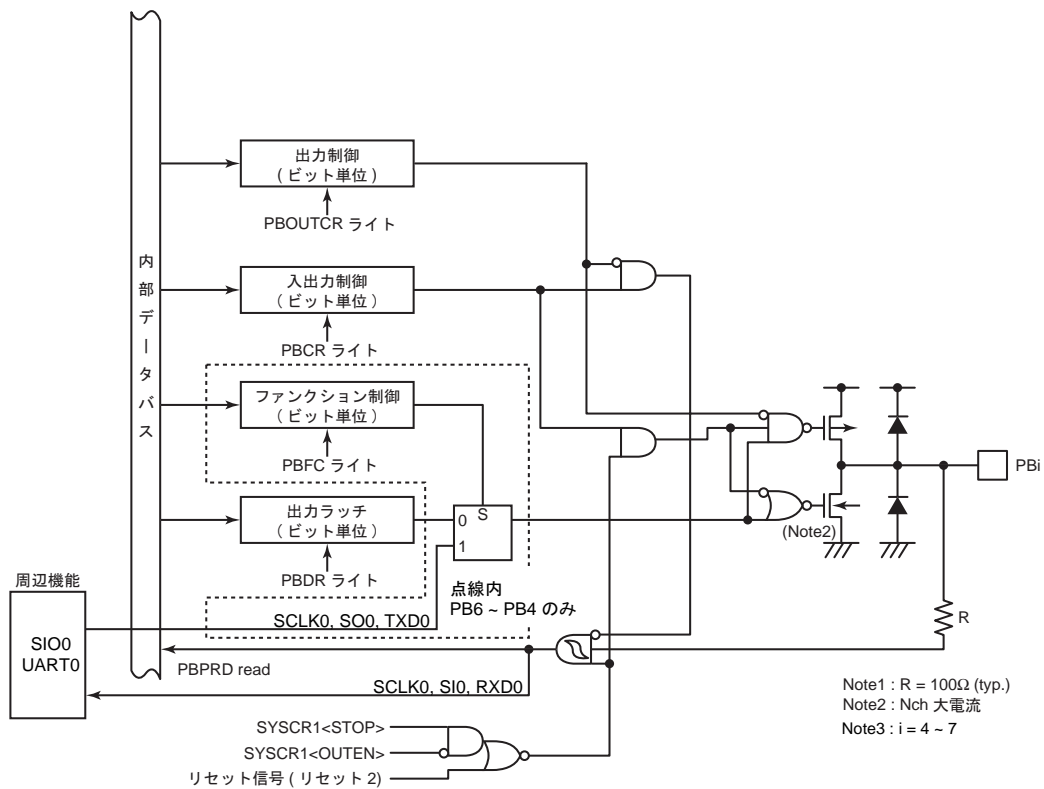 出力制御
( ビット単位 )
PBOUTCR ライト
内部データバス
入出力制御
( ビット単位 )
PBCR ライト
ファンクション制御
( ビット単位 )
PBFC ライト
出力ラッチ
( ビット単位 )
PBDR ライト
0
S
1
点線内
PB6 ~ PB4 のみ
(Note2)
PBi
R
周辺機能
SIO0
UART0
SCLK0, SO0, TXD0
PBPRD read
SCLK0, SI0, RXD0
SYSCR1<STOP>
SYSCR1<OUTEN>
リセット信号 ( リセット 2)
Note1 : R = 100Ω (typ.)
Note2 : Nch 大電流
Note3 : i = 4 ~ 7